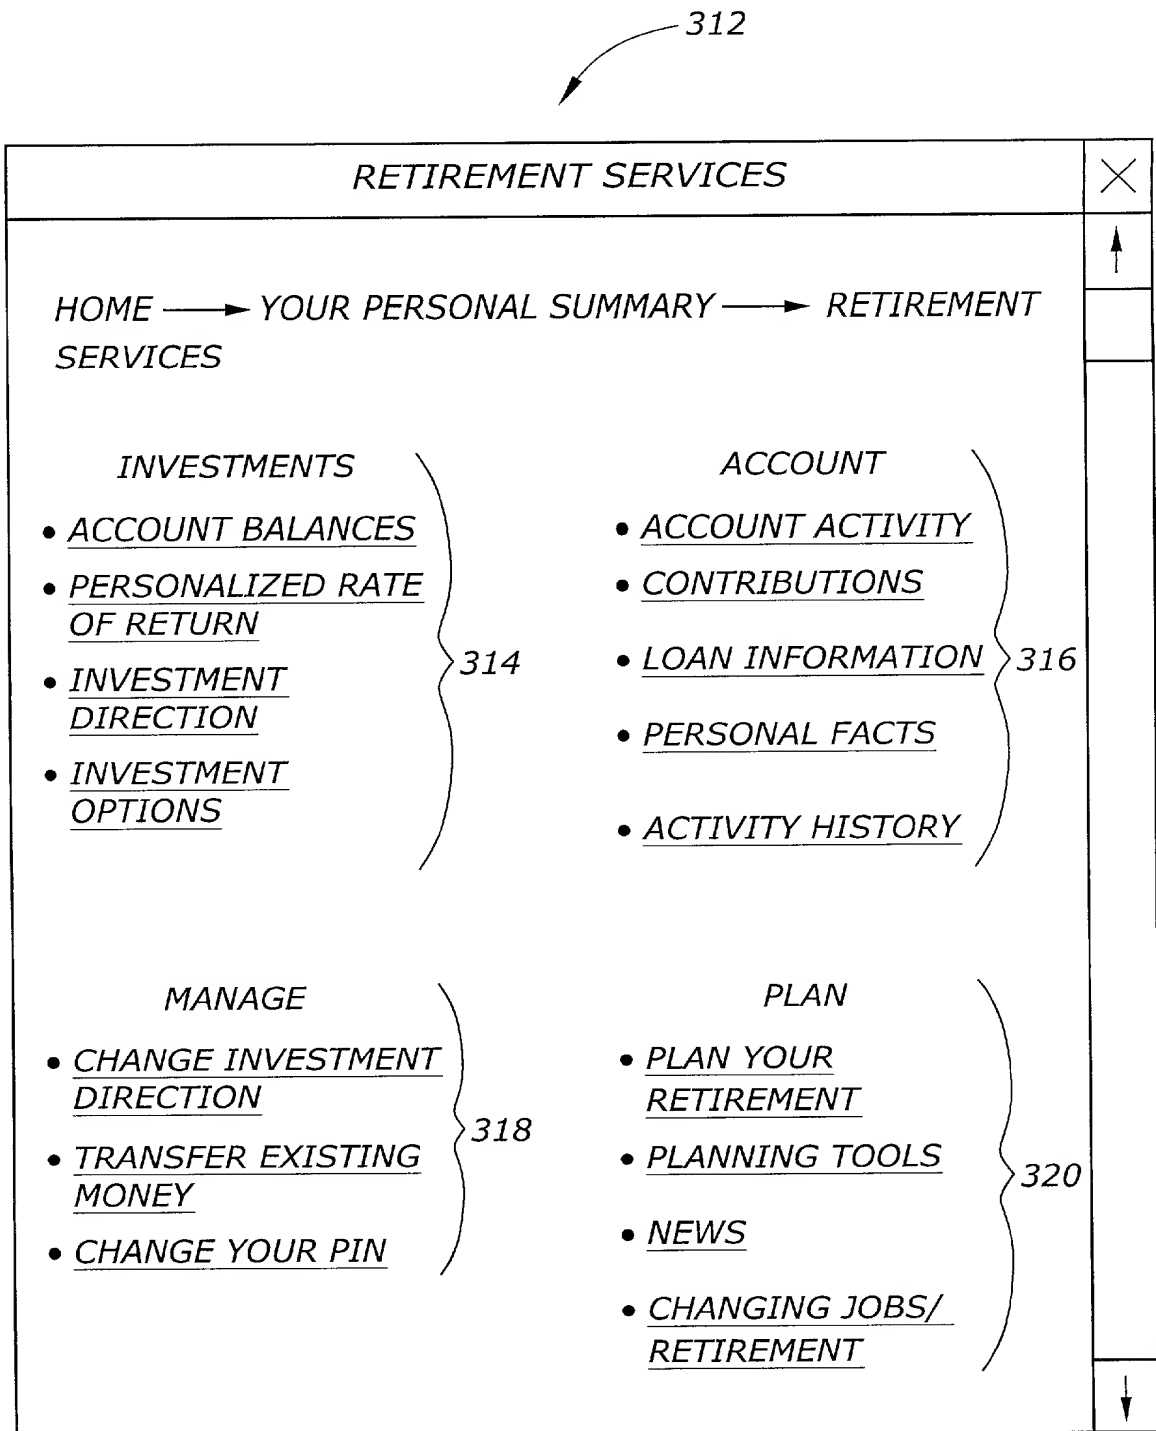 312
RETIREMENT SERVICES
HOME → YOUR PERSONAL SUMMARY → RETIREMENT
SERVICES
INVESTMENTS
• ACCOUNT BALANCES
• PERSONALIZED RATE
OF RETURN
• INVESTMENT
DIRECTION
• INVESTMENT
OPTIONS
314
ACCOUNT
• ACCOUNT ACTIVITY
• CONTRIBUTIONS
• LOAN INFORMATION
• PERSONAL FACTS
• ACTIVITY HISTORY
316
MANAGE
• CHANGE INVESTMENT
DIRECTION
• TRANSFER EXISTING
MONEY
• CHANGE YOUR PIN
318
PLAN
• PLAN YOUR
RETIREMENT
• PLANNING TOOLS
• NEWS
• CHANGING JOBS/
RETIREMENT
320